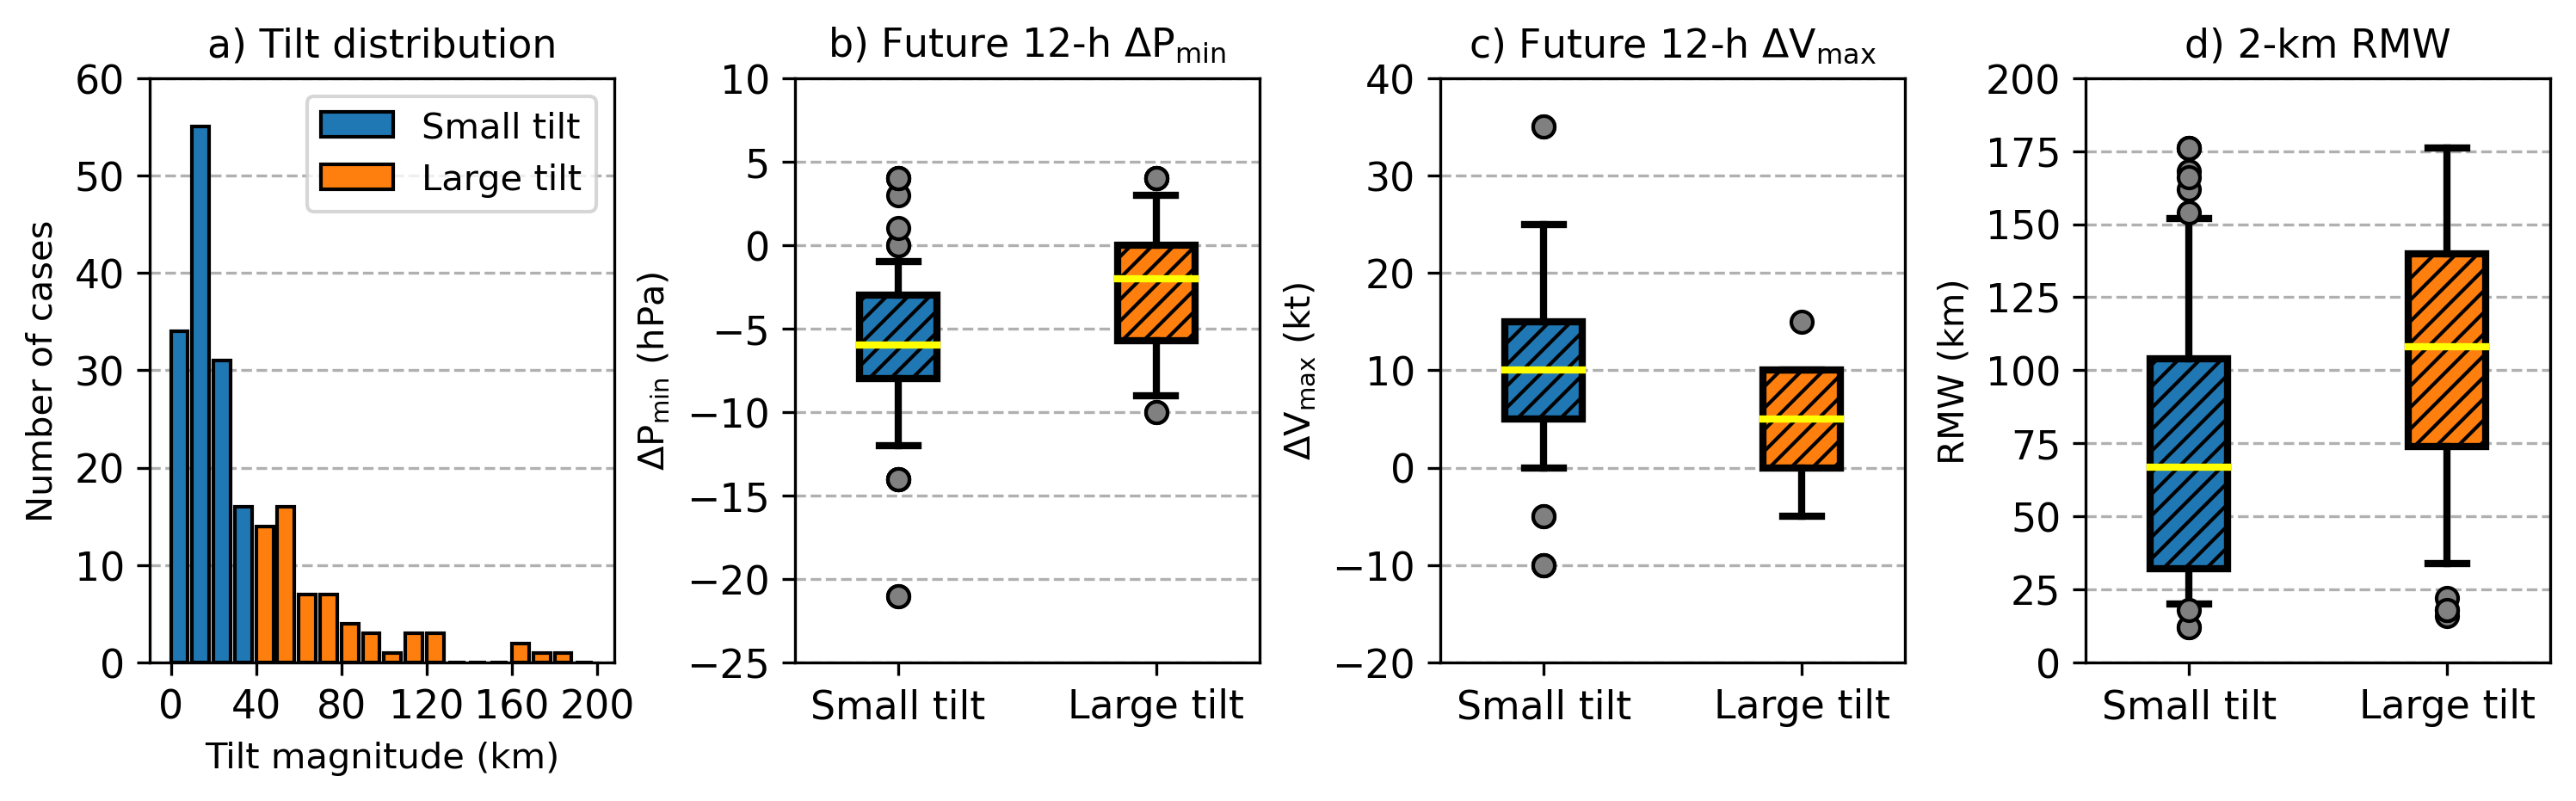 a) Tilt distribution
60
50
40
30
20
10
0
Number of cases
Small tilt
Large tilt
0 40 80 120 160 200
Tilt magnitude (km)
b) Future 12-h ΔPmin
10
5
0
−5
−10
−15
−20
−25
ΔPmin (hPa)
Small tilt Large tilt
c) Future 12-h ΔVmax
40
30
20
10
0
−10
−20
ΔVmax (kt)
Small tilt Large tilt
d) 2-km RMW
200
175
150
125
100
75
50
25
0
RMW (km)
Small tilt Large tilt